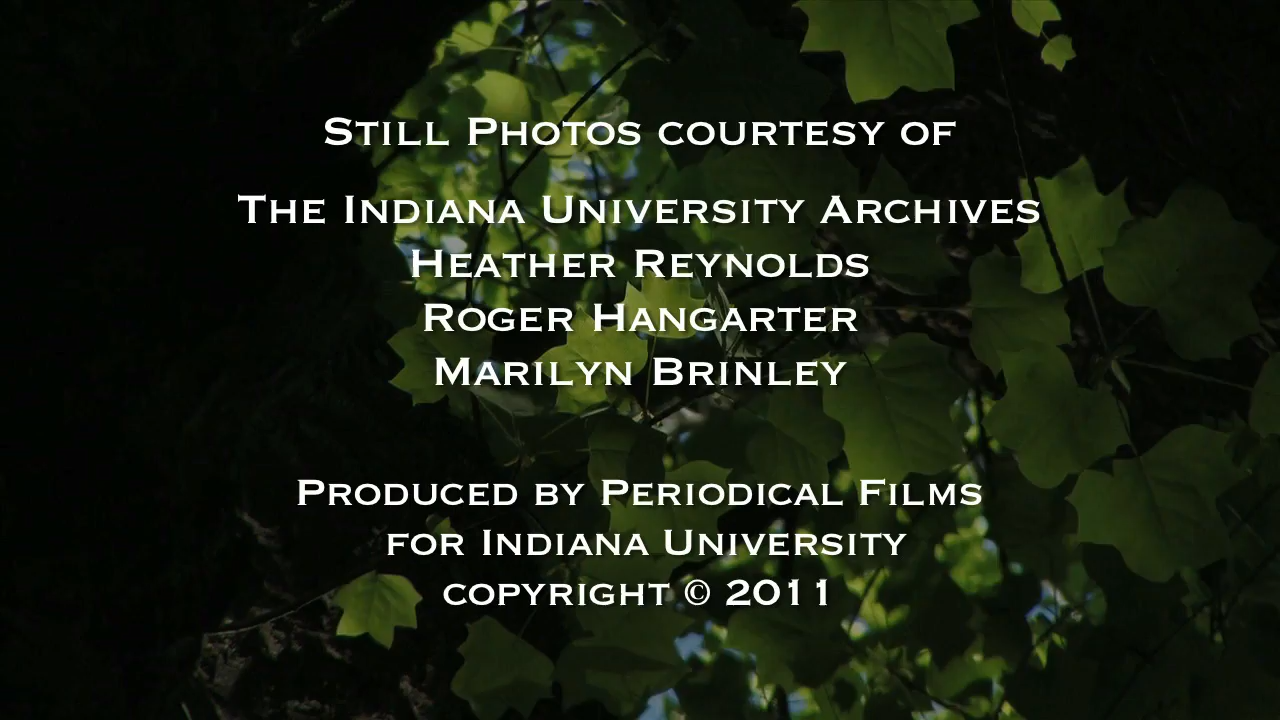 Still Photos courtesy of
The Indiana University Archives
Heather Reynolds
Roger Hangarter
Marilyn Brinley
Produced by Periodical Films
for Indiana University
copyright © 2011